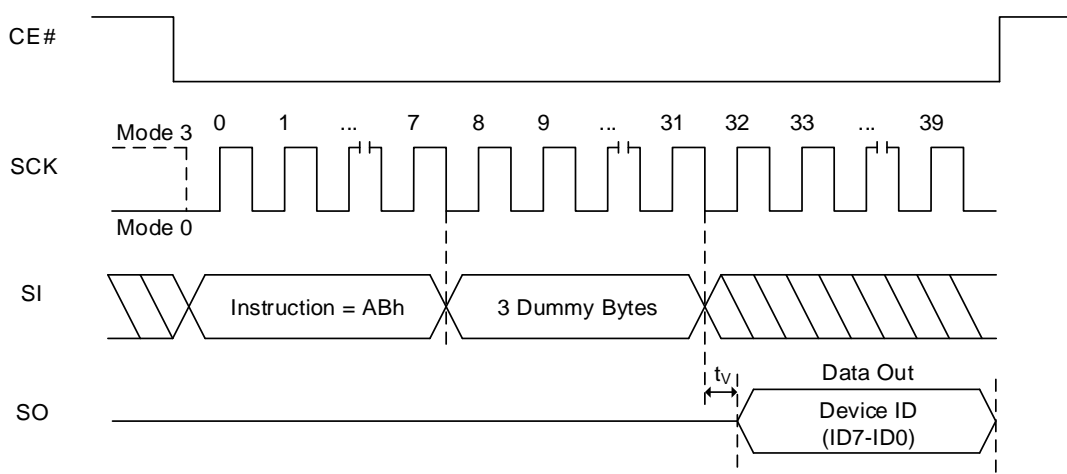 CE#
0 1 ... 7 8 9 ... 31 32 33 ... 39
Mode 3
SCK
Mode 0
SI
Instruction = ABh
3 Dummy Bytes
tV
Data Out
SO
Device ID
(ID7-ID0)